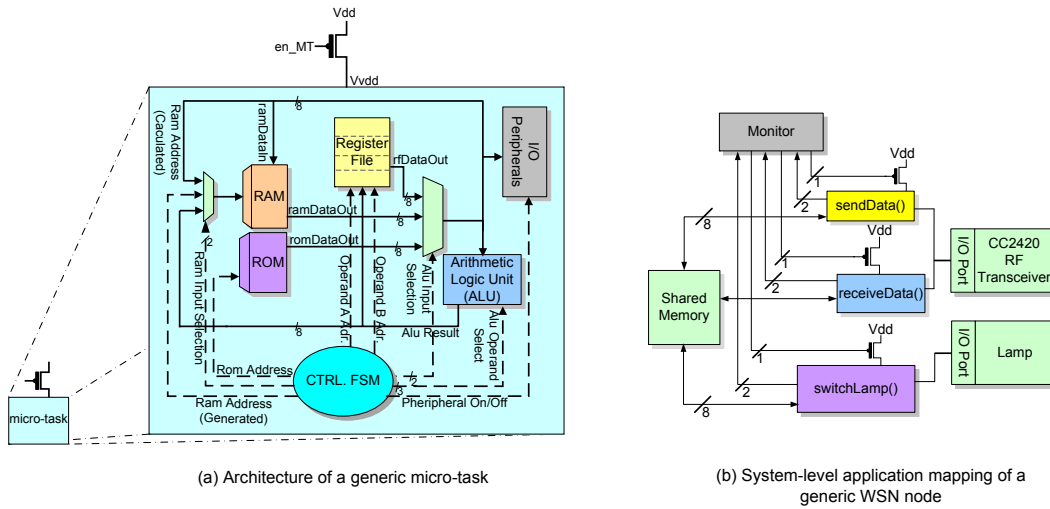 Vdd
en_MT
Vvdd
8
Ram Address
(Caculated)
ramDataIn
Register
File
rfDataOut
8
I/O
Peripherals
RAM
ramDataOut
8
romDataOut
8
ROM
2
Ram Input Selection
Operand A Adr.
Operand B Adr.
Alu Input
Selection
Arithmetic
Logic Unit
(ALU)
8
Alu Result
Alu Operand
Select
Rom Address
CTRL. FSM
2
3
Ram Address
(Generated)
Pheripheral On/Off
micro-task
(a) Architecture of a generic micro-task
Monitor
Vdd
1
2
sendData()
8
Vdd
1
2
receiveData()
I/O Port
CC2420
RF
Transceiver
Shared
Memory
Vdd
1
2
switchLamp()
8
I/O Port
Lamp
(b) System-level application mapping of a
generic WSN node